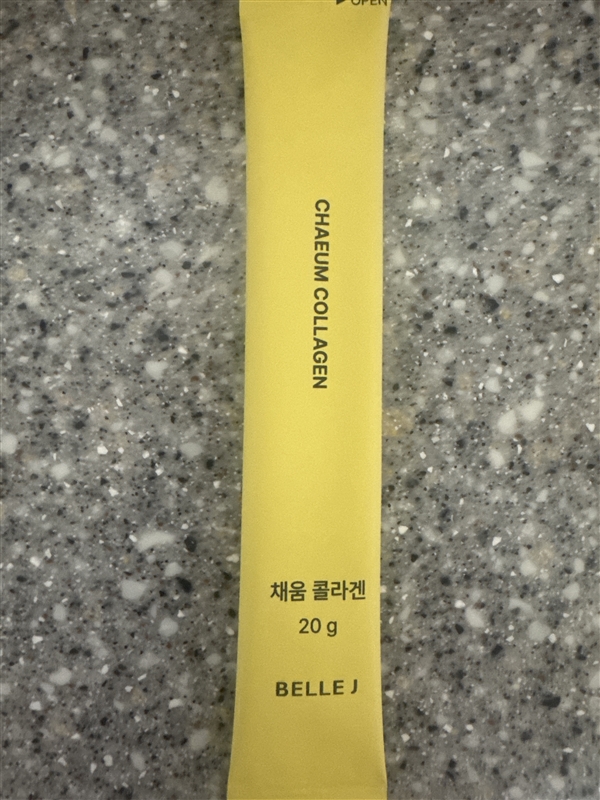 ▶ OPEN
CHAEUM COLLAGEN
채움 콜라겐
20 g
BELLE J